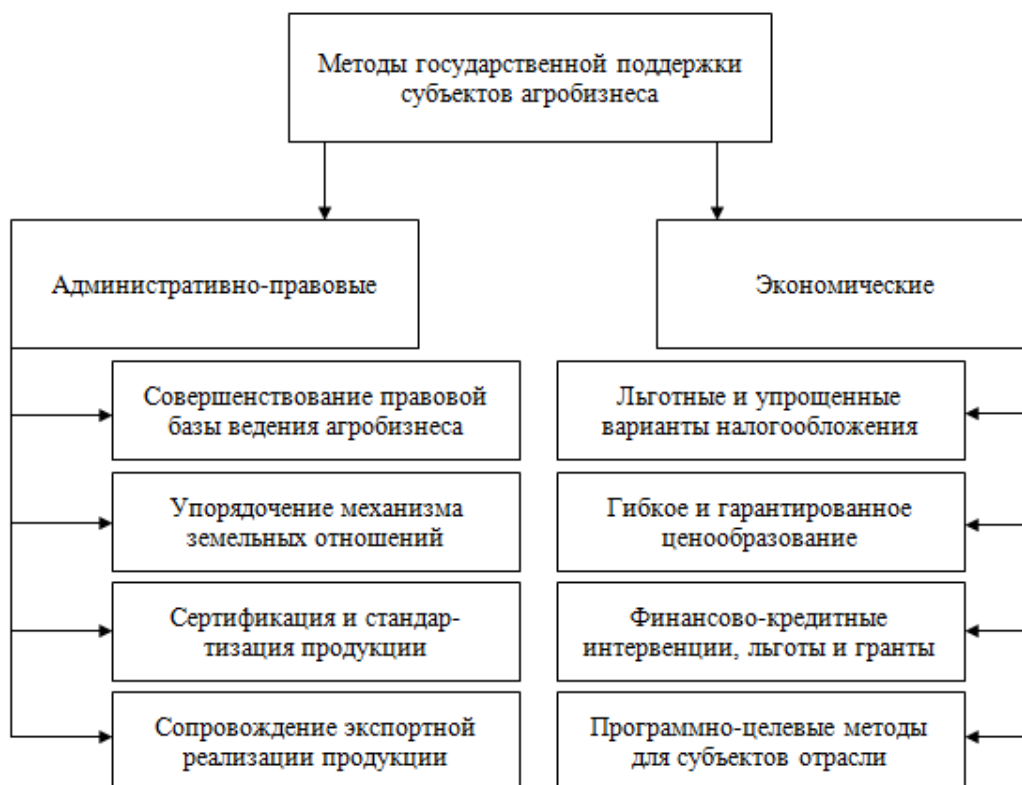 Методы государственной поддержки
субъектов агробизнеса
Административно-правовые
Экономические
Совершенствование правовой
базы ведения агробизнеса
Льготные и упрощенные
варианты налогообложения
Упорядочение механизма
земельных отношений
Гибкое и гарантированное
ценообразование
Сертификация и стандар-
тизация продукции
Финансово-кредитные
интервенции, льготы и гранты
Сопровождение экспортной
реализации продукции
Программно-целевые методы
для субъектов отрасли